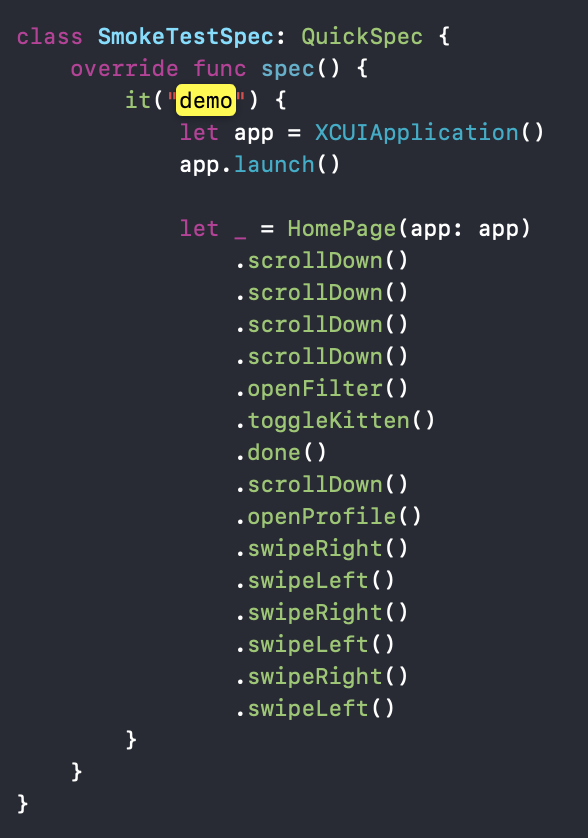 class SmokeTestSpec: QuickSpec {
    override func spec() {
        it("demo") {
            let app = XCUIApplication()
            app.launch()

            let _ = HomePage(app: app)
                .scrollDown()
                .scrollDown()
                .scrollDown()
                .scrollDown()
                .openFilter()
                .toggleKitten()
                .done()
                .scrollDown()
                .openProfile()
                .swipeRight()
                .swipeLeft()
                .swipeRight()
                .swipeLeft()
                .swipeRight()
                .swipeLeft()
        }
    }
}